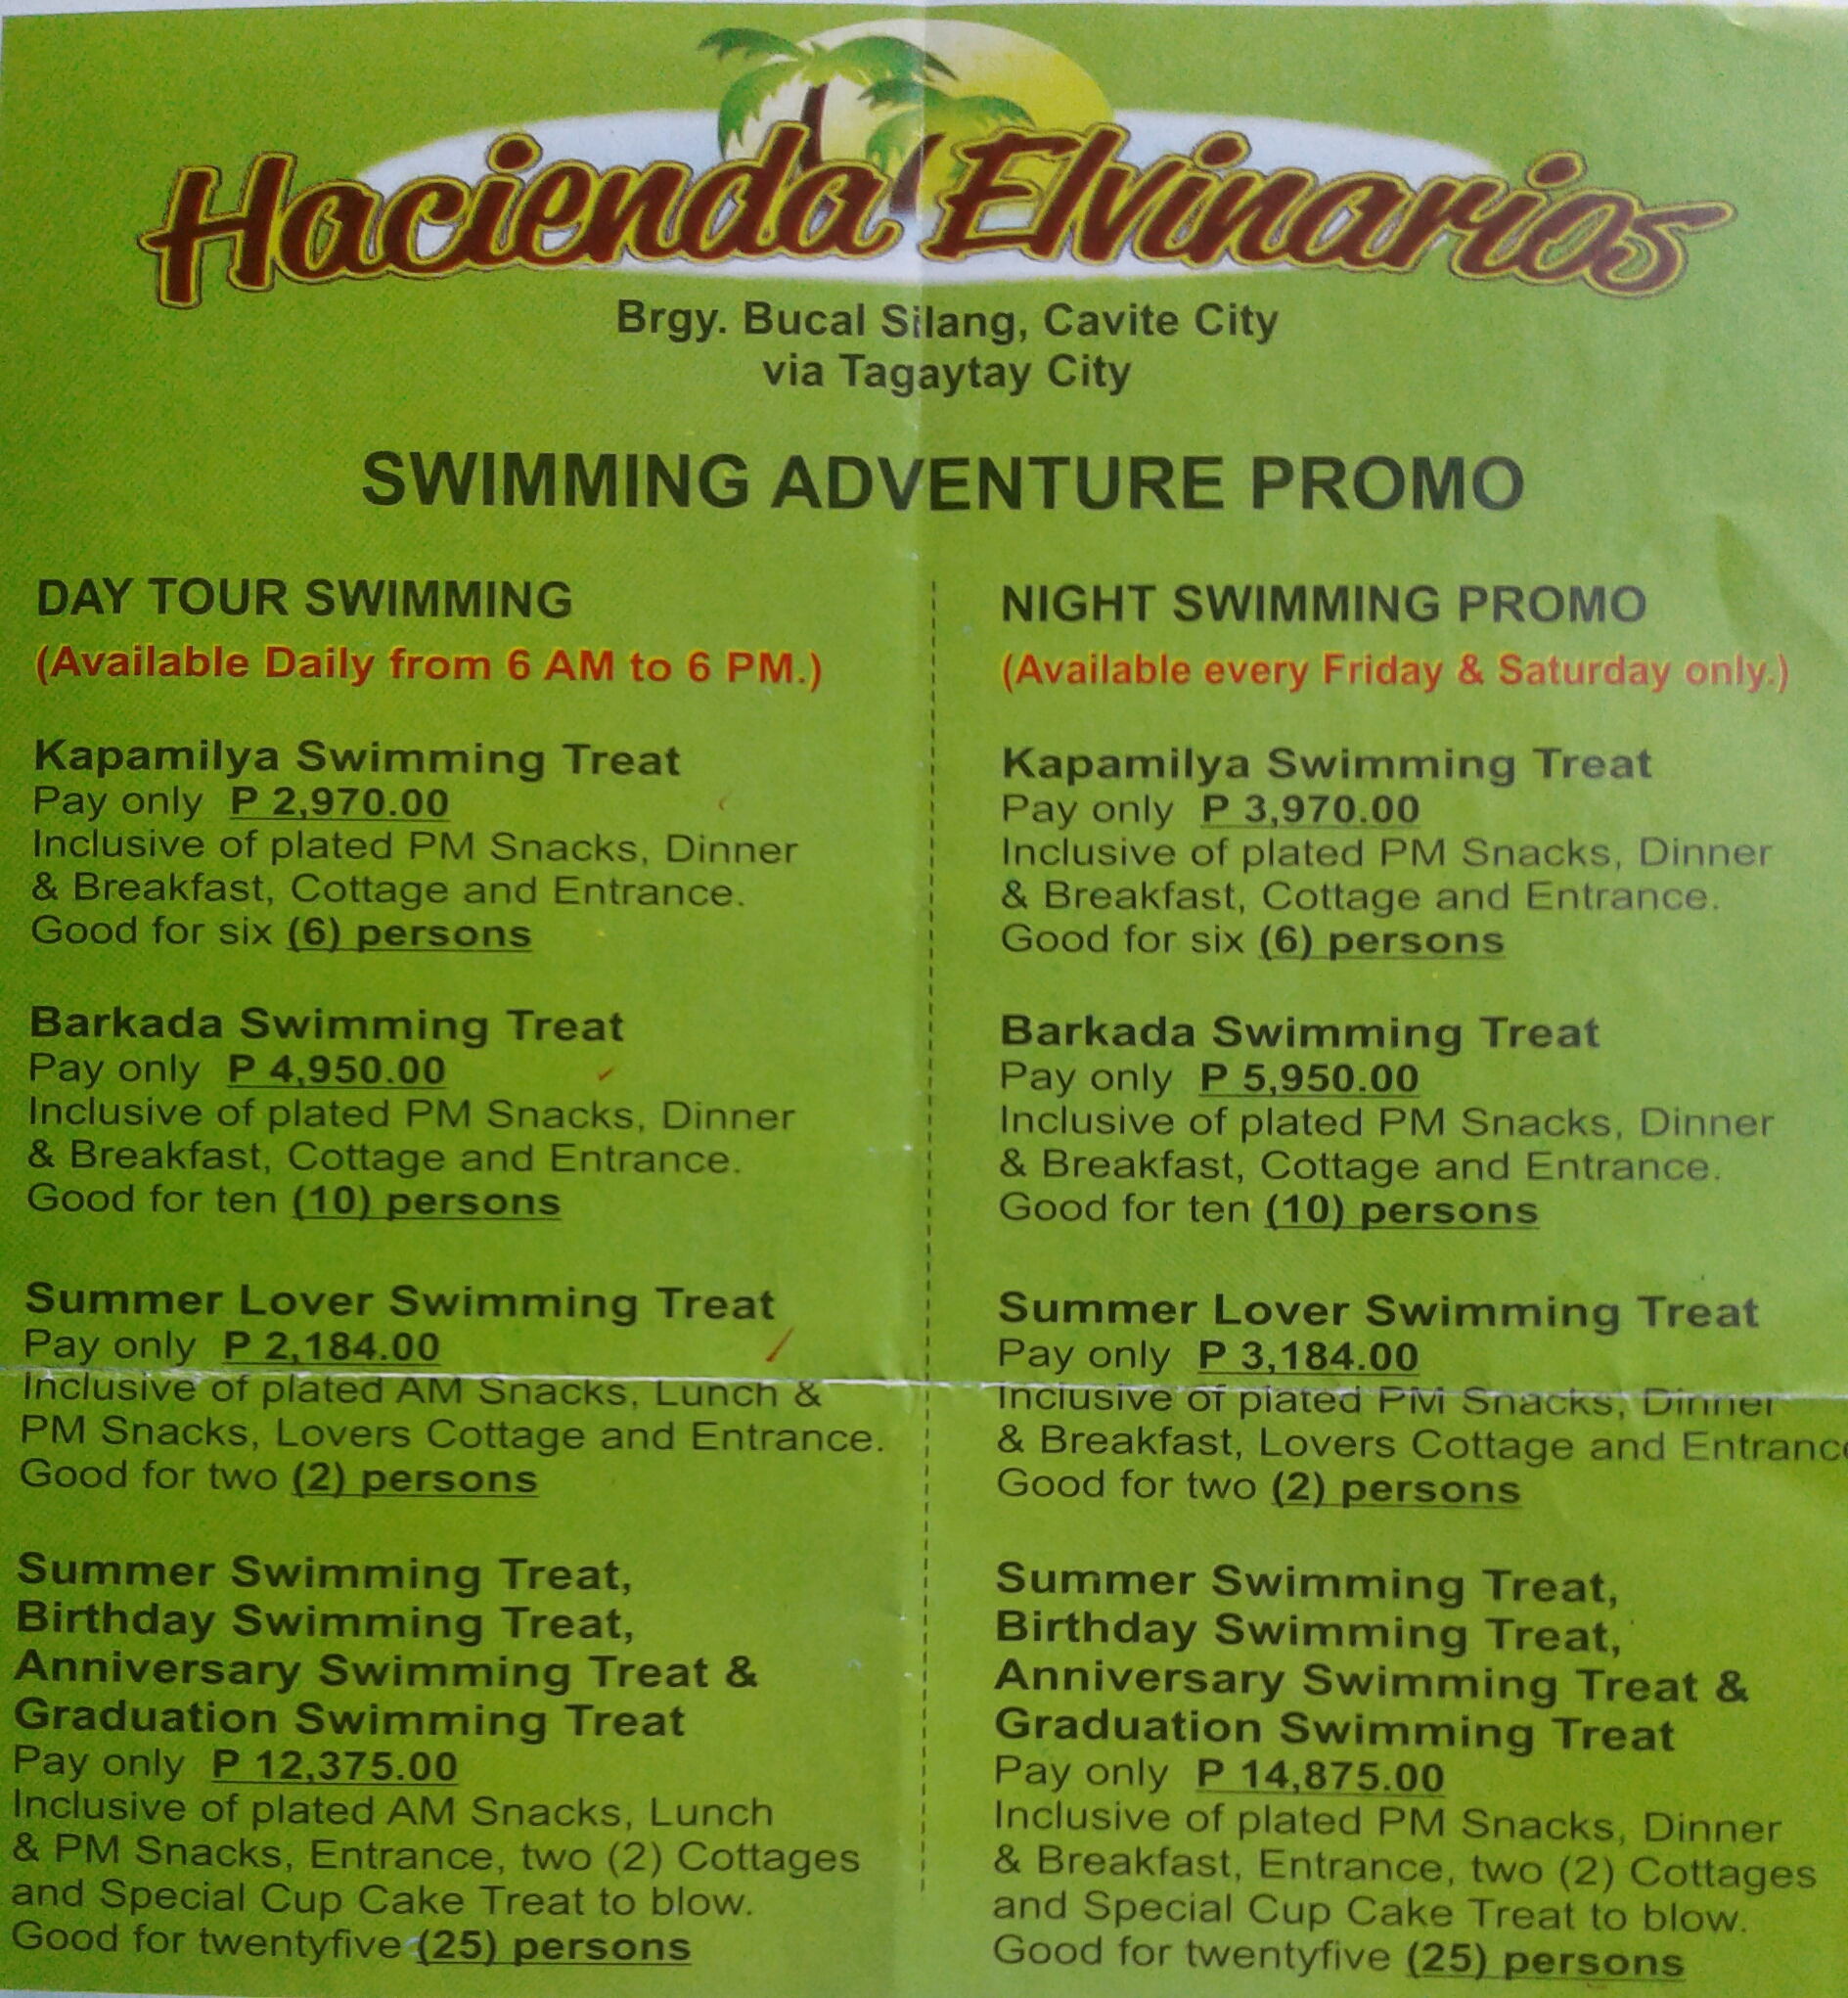 Hacienda Elvinarios
Brgy. Bucal Silang, Cavite City
via Tagaytay City
SWIMMING ADVENTURE PROMO
DAY TOUR SWIMMING
(Available Daily from 6 AM to 6 PM.)
Kapamilya Swimming Treat
Pay only P 2,970.00
Inclusive of plated PM Snacks, Dinner
& Breakfast, Cottage and Entrance.
Good for six (6) persons
Barkada Swimming Treat
Pay only P 4,950.00
Inclusive of plated PM Snacks, Dinner
& Breakfast, Cottage and Entrance.
Good for ten (10) persons
Summer Lover Swimming Treat
Pay only P 2,184.00
Inclusive of plated AM Snacks, Lunch &
PM Snacks, Lovers Cottage and Entrance.
Good for two (2) persons
Summer Swimming Treat,
Birthday Swimming Treat,
Anniversary Swimming Treat &
Graduation Swimming Treat
Pay only P 12,375.00
Inclusive of plated AM Snacks, Lunch
& PM Snacks, Entrance, two (2) Cottages
and Special Cup Cake Treat to blow.
Good for twentyfive (25) persons
NIGHT SWIMMING PROMO
(Available every Friday & Saturday only.)
Kapamilya Swimming Treat
Pay only P 3,970.00
Inclusive of plated PM Snacks, Dinner
& Breakfast, Cottage and Entrance.
Good for six (6) persons
Barkada Swimming Treat
Pay only P 5,950.00
Inclusive of plated PM Snacks, Dinner
& Breakfast, Cottage and Entrance.
Good for ten (10) persons
Summer Lover Swimming Treat
Pay only P 3,184.00
Inclusive of plated PM Snacks, Dinner
& Breakfast, Lovers Cottage and Entranc
Good for two (2) persons
Summer Swimming Treat,
Birthday Swimming Treat,
Anniversary Swimming Treat &
Graduation Swimming Treat
Pay only P 14,875.00
Inclusive of plated PM Snacks, Dinner
& Breakfast, Entrance, two (2) Cottages
and Special Cup Cake Treat to blow.
Good for twentyfive (25) persons